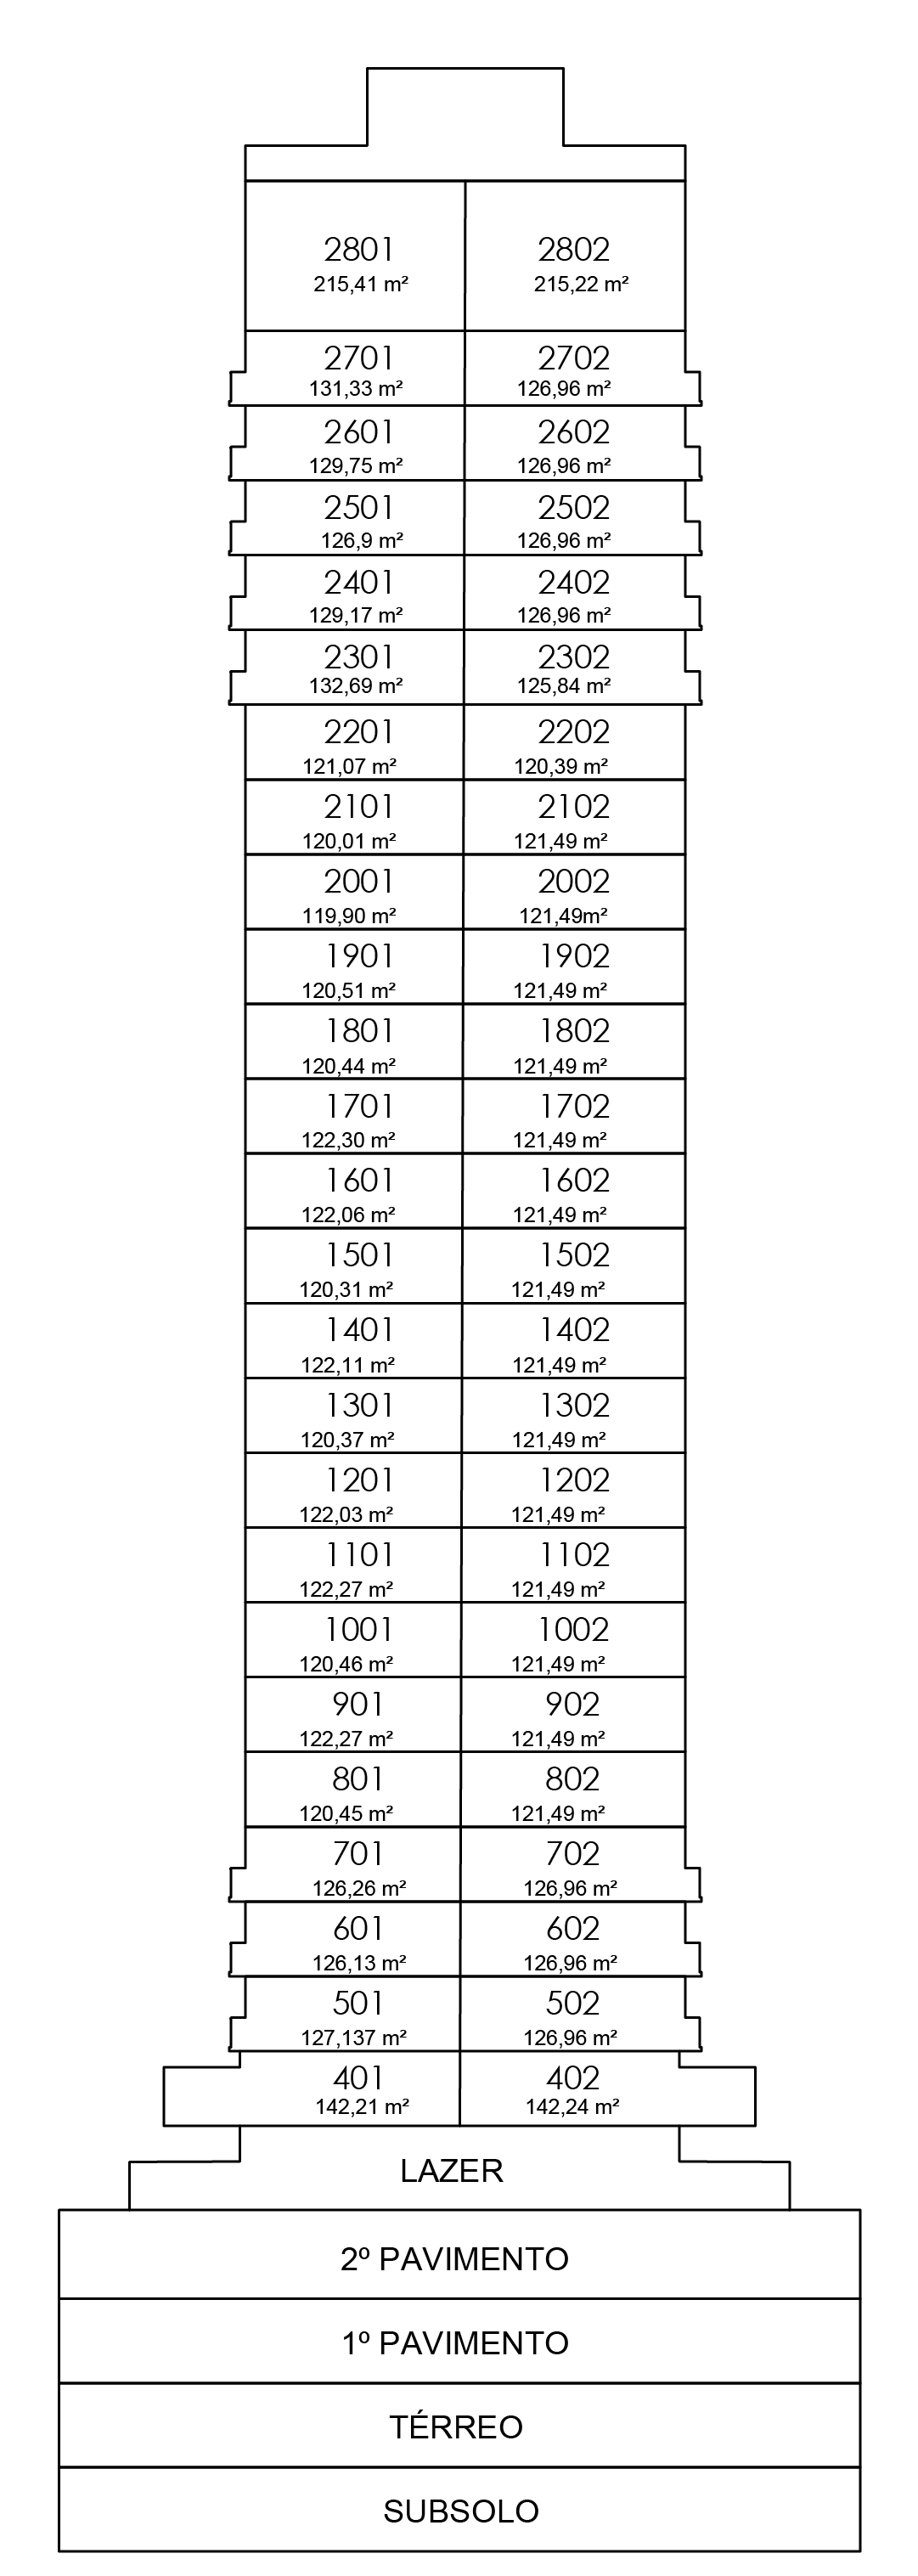 2801 2802
215,41 m² 215,22 m²
2701 2702
131,33 m² 126,96 m²
2601 2602
129,75 m² 126,96 m²
2501 2502
126,9 m² 126,96 m²
2401 2402
129,17 m² 126,96 m²
2301 2302
132,69 m² 125,84 m²
2201 2202
121,07 m² 120,39 m²
2101 2102
120,01 m² 121,49 m²
2001 2002
119,90 m² 121,49m²
1901 1902
120,51 m² 121,49 m²
1801 1802
120,44 m² 121,49 m²
1701 1702
122,30 m² 121,49 m²
1601 1602
122,06 m² 121,49 m²
1501 1502
120,31 m² 121,49 m²
1401 1402
122,11 m² 121,49 m²
1301 1302
120,37 m² 121,49 m²
1201 1202
122,03 m² 121,49 m²
1101 1102
122,27 m² 121,49 m²
1001 1002
120,46 m² 121,49 m²
901 902
122,27 m² 121,49 m²
801 802
120,45 m² 121,49 m²
701 702
126,26 m² 126,96 m²
601 602
126,13 m² 126,96 m²
501 502
127,137 m² 126,96 m²
401 402
142,21 m² 142,24 m²
LAZER
2º PAVIMENTO
1º PAVIMENTO
TÉRREO
SUBSOLO